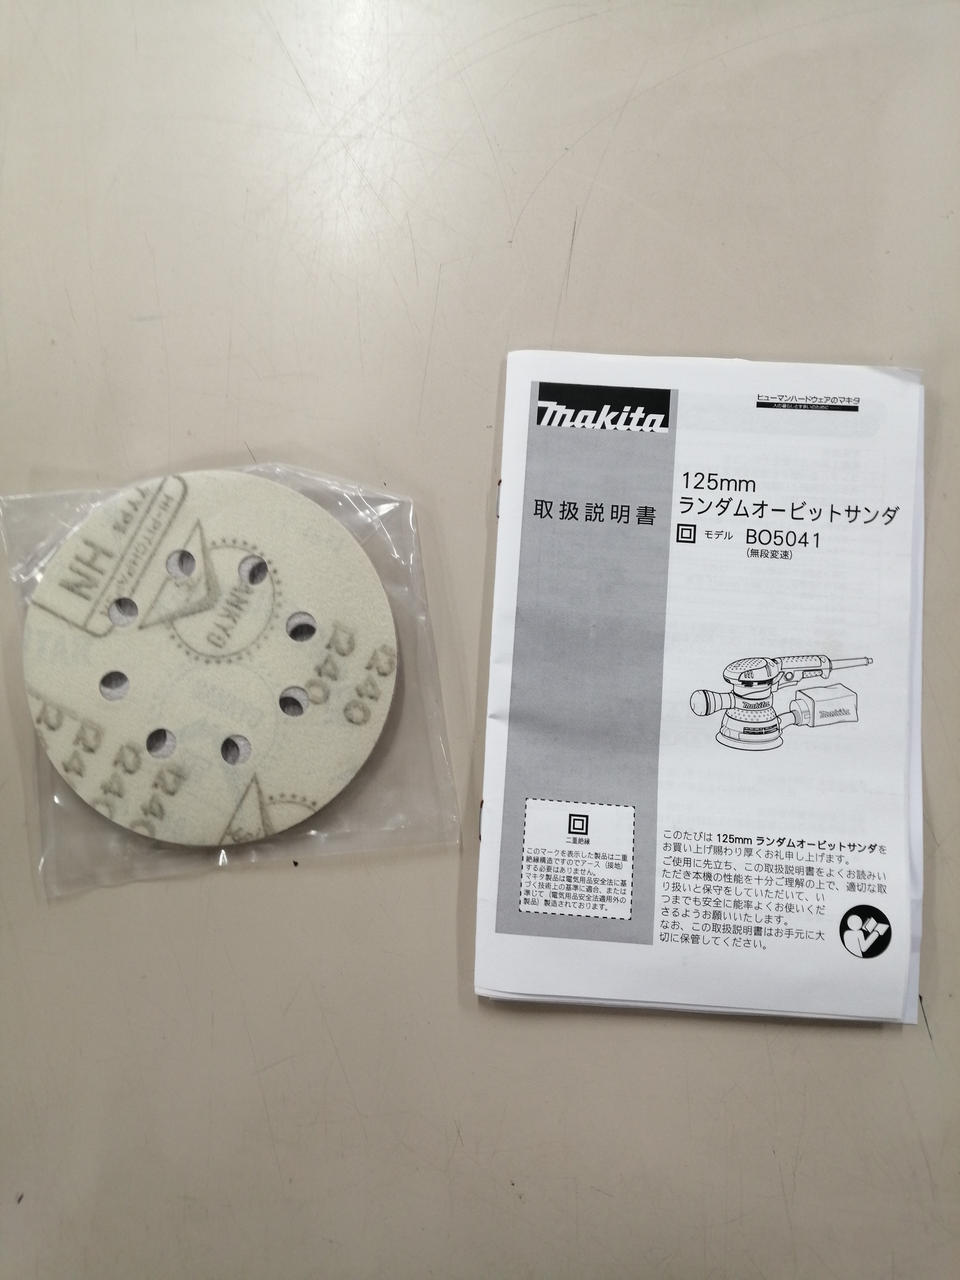 TYPE
HN
SANKYO
R240
R240
R240
R240
makita
ヒューマンハードウェアのマキタ
取扱説明書
125mm
ランダムオービットサンダ
モデル BO5041
(無段変速)
makita
makita
二重絶縁
このマークを表示した製品は二重
絶縁構造ですのでアース（接地）
する必要はありません。
マキタ製品は電気用品安全法に基
づく技術上の基準に適合、または
準じて（電気用品安全法適用外の
製品）製造されております。
このたびは 125mm ランダムオービットサンダを
お買い上げ賜わり厚くお礼申し上げます。
ご使用に先立ち、この取扱説明書をよくお読みい
ただき本機の性能を十分ご理解の上で、適切な取
り扱いと保守をしていただいて、い
つまでも安全に能率よくお使いくだ
さるようお願いいたします。
なお、この取扱説明書はお手元に大
切に保管してください。